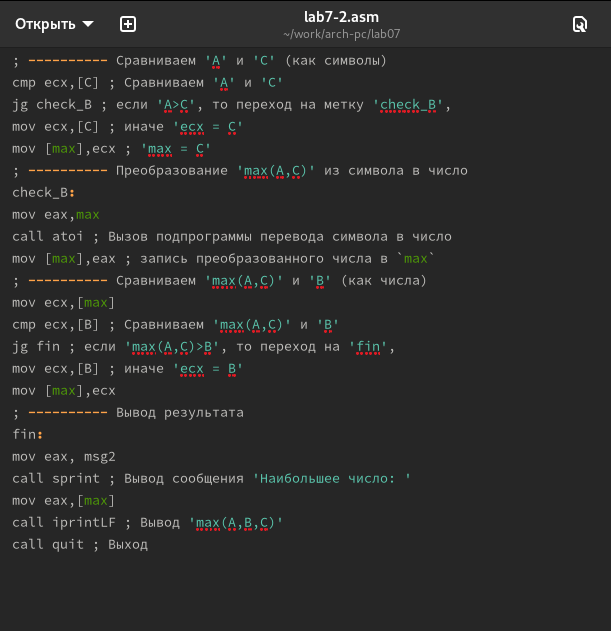 Открыть
lab7-2.asm
~/work/arch-pc/lab07
; ---------- Сравниваем 'A' и 'C' (как символы)
cmp ecx,[C] ; Сравниваем 'A' и 'C'
jg check_B ; если 'A>C', то переход на метку 'check_B',
mov ecx,[C] ; иначе 'ecx = C'
mov [max],ecx ; 'max = C'
; ---------- Преобразование 'max(A,C)' из символа в число
check_B:
mov eax,max
call atoi ; Вызов подпрограммы перевода символа в число
mov [max],eax ; запись преобразованного числа в `max`
; ---------- Сравниваем 'max(A,C)' и 'B' (как числа)
mov ecx,[max]
cmp ecx,[B] ; Сравниваем 'max(A,C)' и 'B'
jg fin ; если 'max(A,C)>B', то переход на 'fin',
mov ecx,[B] ; иначе 'ecx = B'
mov [max],ecx
; ---------- Вывод результата
fin:
mov eax, msg2
call sprint ; Вывод сообщения 'Наибольшее число: '
mov eax,[max]
call iprintLF ; Вывод 'max(A,B,C)'
call quit ; Выход